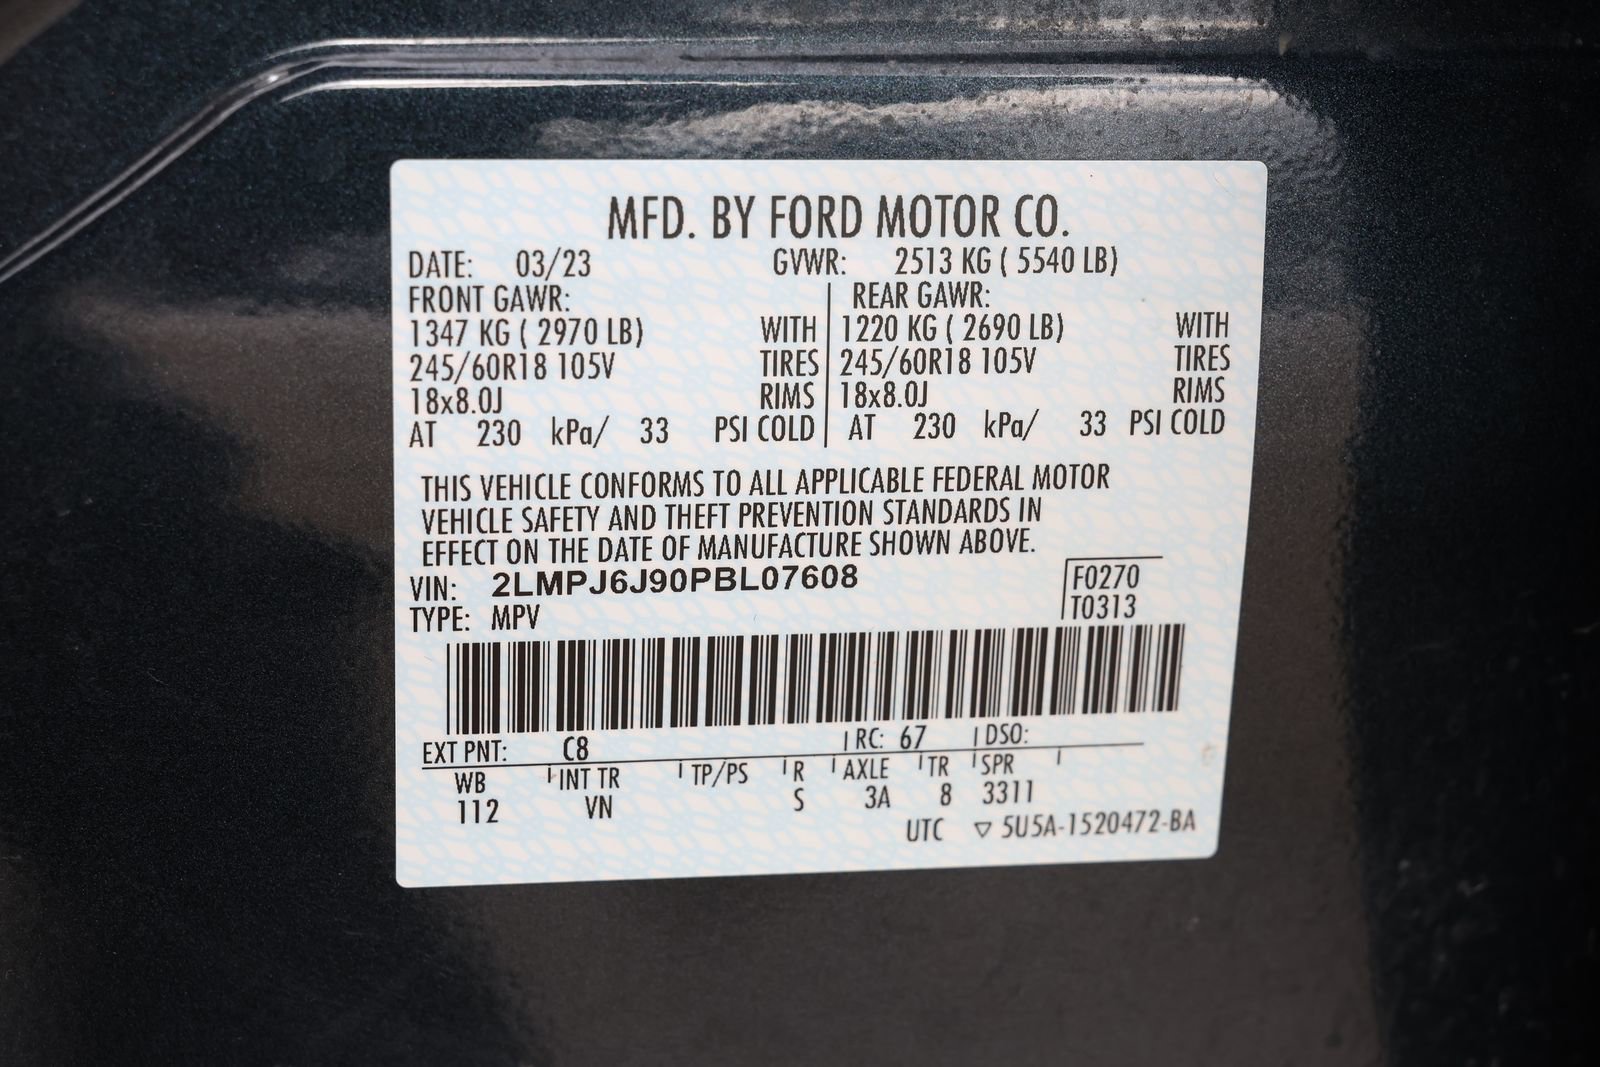 MFD. BY FORD MOTOR CO.
DATE: 03/23 GVWR: 2513 KG ( 5540 LB)
FRONT GAWR: REAR GAWR:
1347 KG ( 2970 LB) WITH 1220 KG ( 2690 LB) WITH
245/60R18 105V TIRES 245/60R18 105V TIRES
18x8.0J RIMS 18x8.0J RIMS
AT 230 kPa/ 33 PSI COLD AT 230 kPa/ 33 PSI COLD
THIS VEHICLE CONFORMS TO ALL APPLICABLE FEDERAL MOTOR
VEHICLE SAFETY AND THEFT PREVENTION STANDARDS IN
EFFECT ON THE DATE OF MANUFACTURE SHOWN ABOVE.
VIN: 2LMPJ6J90PBL07608 F0270
TYPE: MPV T0313
EXT PNT: C8 RC: 67 DSO:
WB INT TR TP/PS R AXLE TR SPR
112 VN S 3A 8 3311
UTC ▽ 5U5A-1520472-BA